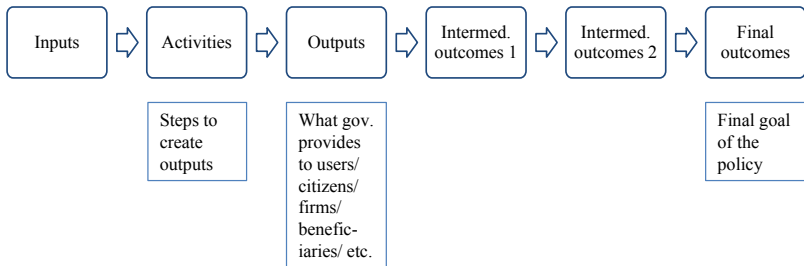 Inputs
Activities
Outputs
Intermed.
outcomes 1
Intermed.
outcomes 2
Final
outcomes
Steps to
create
outputs
What gov.
provides
to users/
citizens/
firms/
benefic-
iaries/ etc.
Final goal
of the
policy